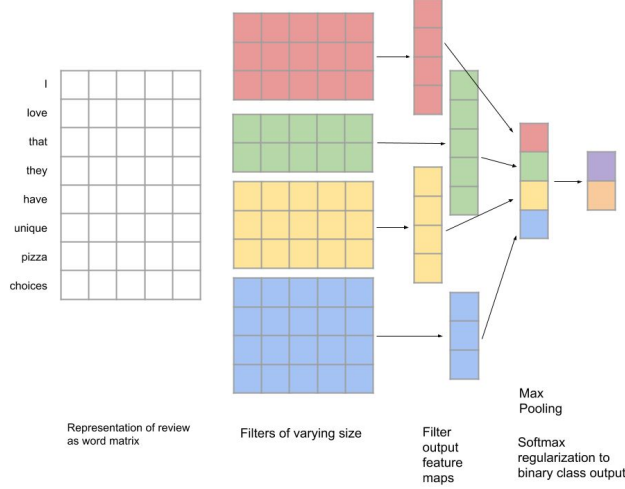 I
love
that
they
have
unique
pizza
choices
Representation of review
as word matrix
Filters of varying size
Filter
output
feature
maps
Max
Pooling
Softmax
regularization to
binary class output